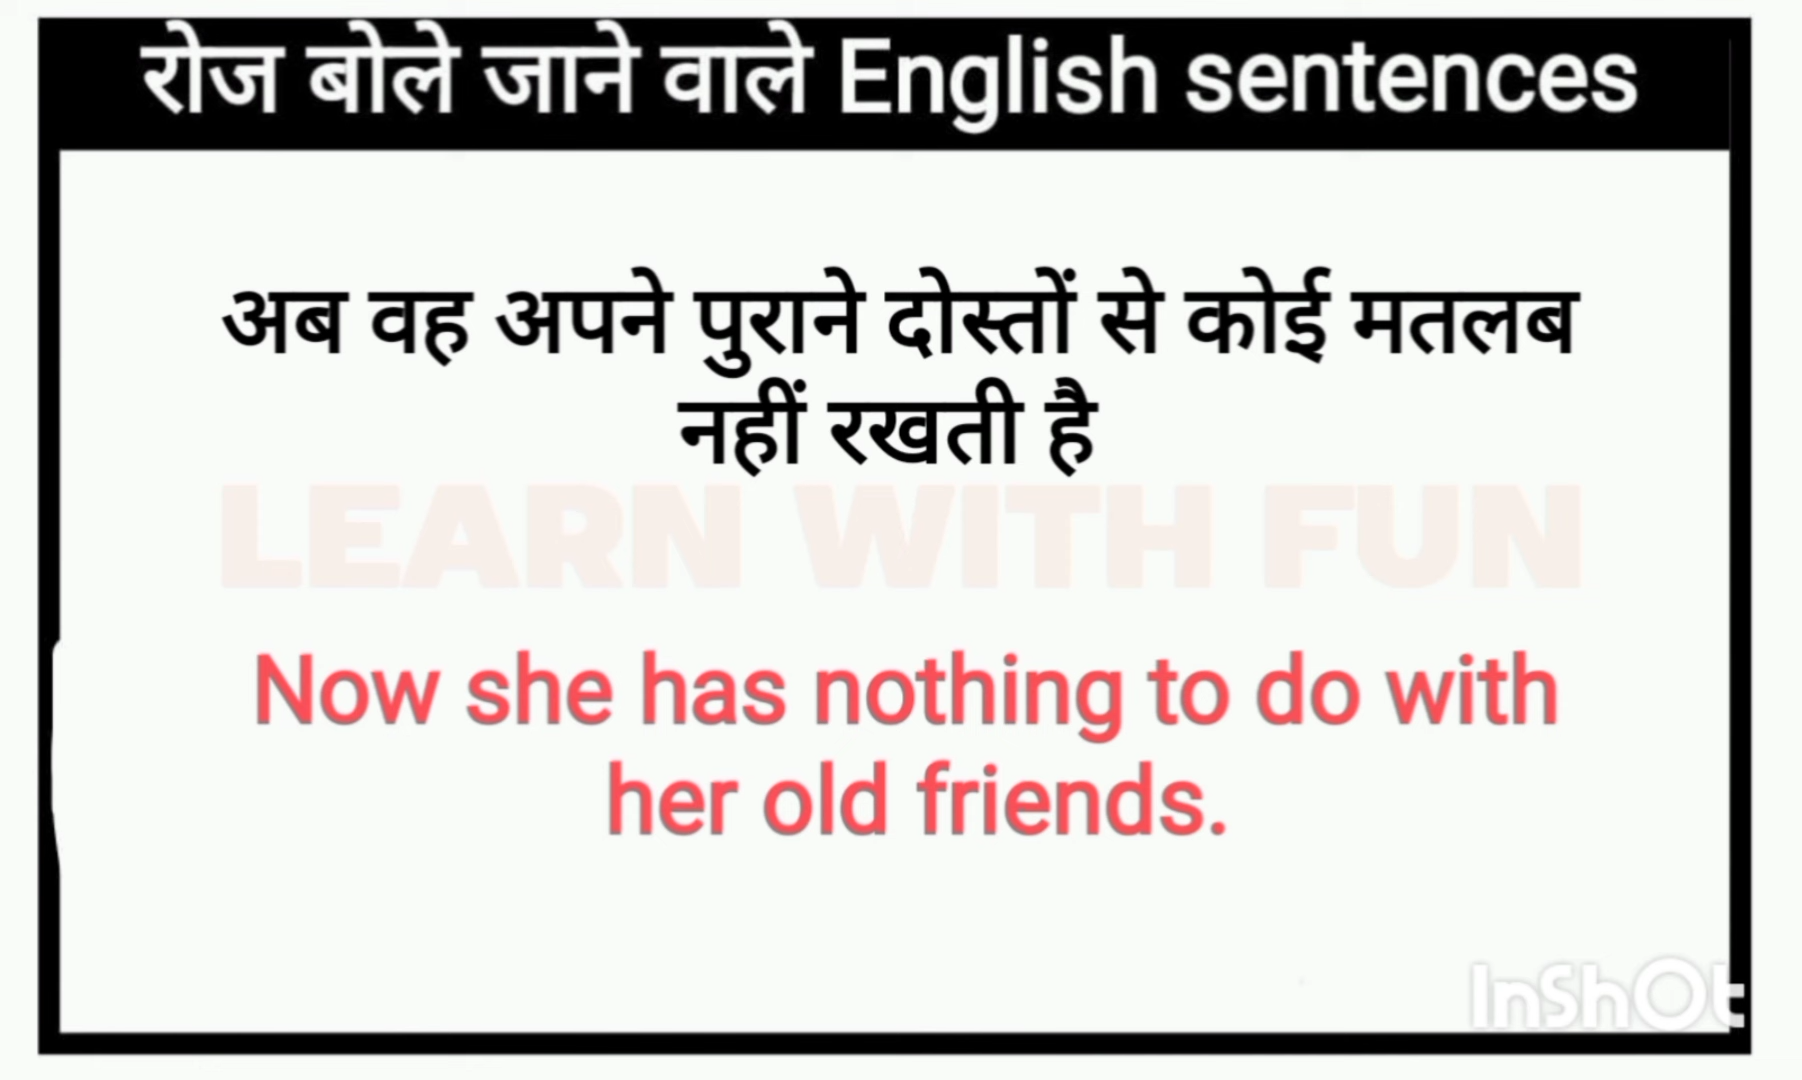 रोज बोले जाने वाले English sentences
अब वह अपने पुराने दोस्तों से कोई मतलब
नहीं रखती है
LEARN WITH FUN
Now she has nothing to do with
her old friends.
InShOt